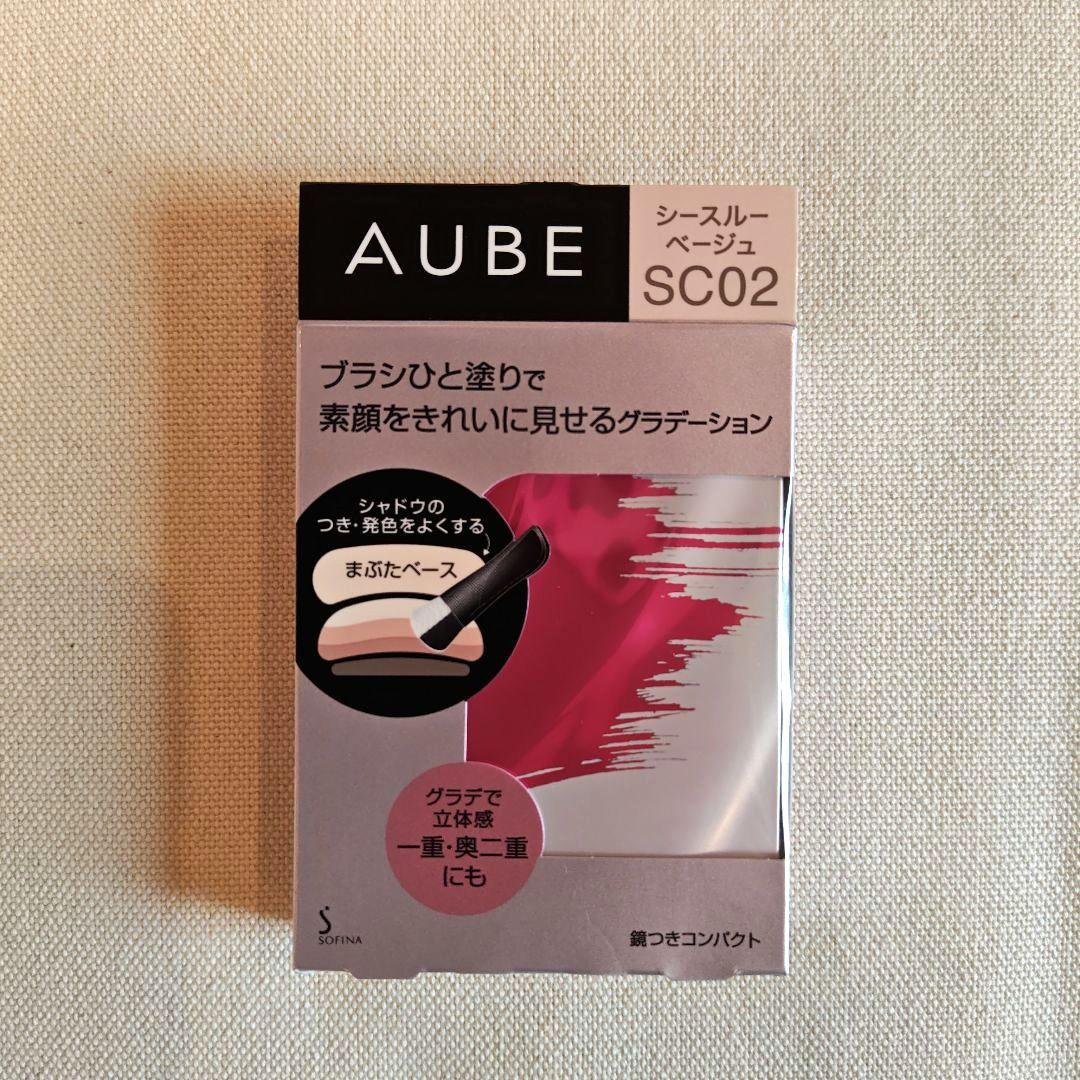 AUBE
シースルー
ベージュ
SC02
ブラシひと塗りで
素顔をきれいに見せるグラデーション
シャドウの
つき・発色をよくする
まぶたベース
グラデで
立体感
一重・奥二重
にも
SOFINA
鏡つきコンパクト